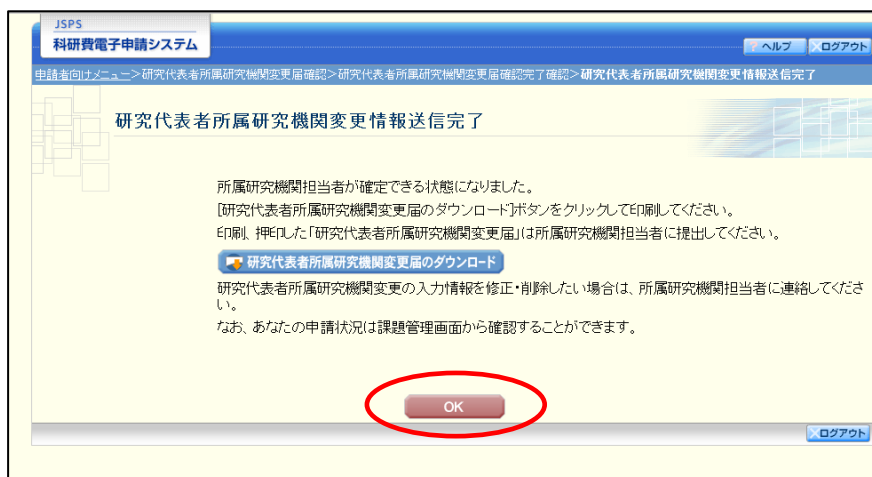 JSPS
科研費電子申請システム
ヘルプ ログアウト
申請者向けメニュー>研究代表者所属研究機関変更届確認>研究代表者所属研究機関変更届確認完了確認>研究代表者所属研究機関変更情報送信完了
研究代表者所属研究機関変更情報送信完了
所属研究機関担当者が確定できる状態になりました。
[研究代表者所属研究機関変更届のダウンロード]ボタンをクリックして印刷してください。
印刷、押印した「研究代表者所属研究機関変更届」は所属研究機関担当者に提出してください。
研究代表者所属研究機関変更届のダウンロード
研究代表者所属研究機関変更の入力情報を修正・削除したい場合は、所属研究機関担当者に連絡してくださ
い。
なお、あなたの申請状況は課題管理画面から確認することができます。
OK
ログアウト